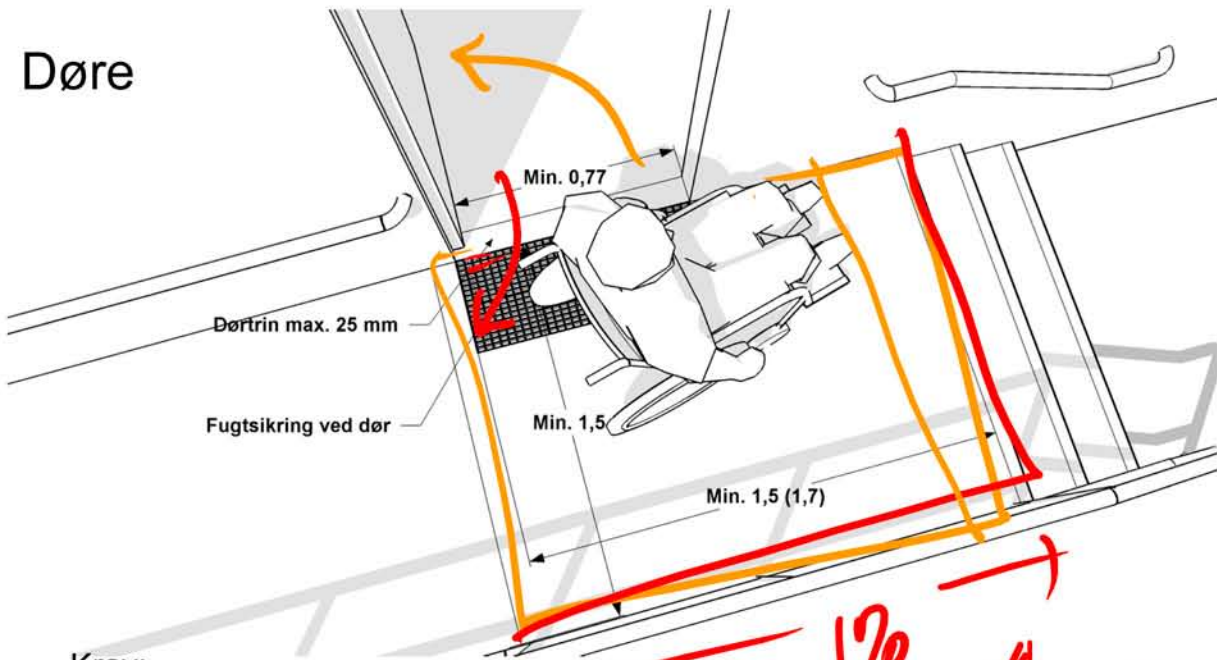 Døre
Min. 0,77
Dørtrin max. 25 mm
Fugtsikring ved dør
Min. 1,5
Min. 1,5 (1,7)